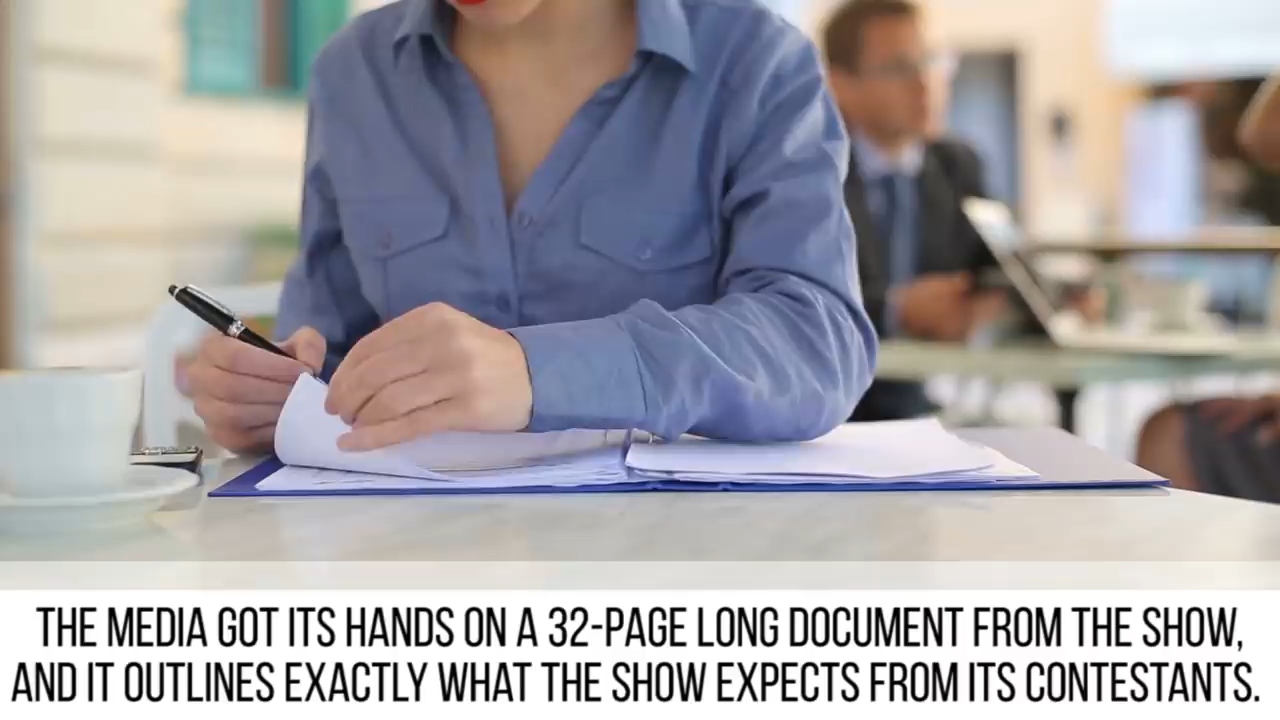 THE MEDIA GOT ITS HANDS ON A 32-PAGE LONG DOCUMENT FROM THE SHOW,
AND IT OUTLINES EXACTLY WHAT THE SHOW EXPECTS FROM ITS CONTESTANTS.